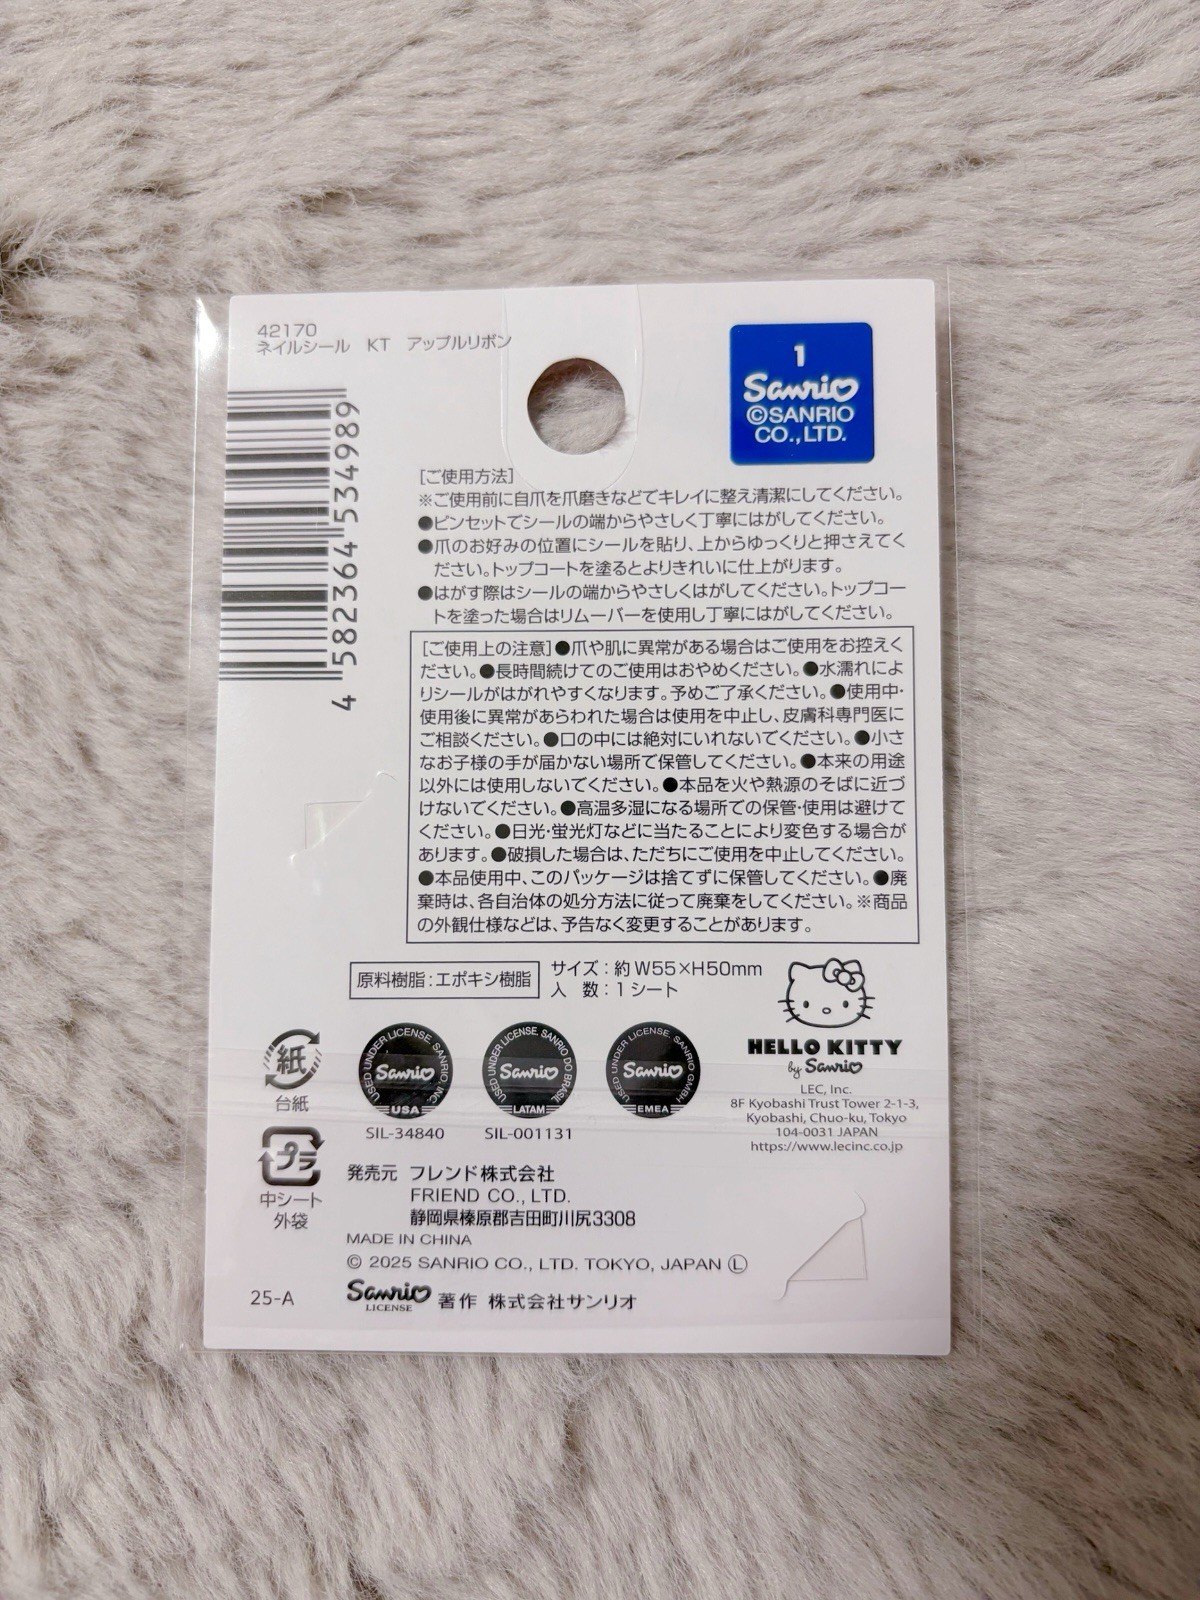 42170
ネイルシール　KT　アップルリボン
4 582364 534989
1
Sanrio
©SANRIO
CO.,LTD.
[ご使用方法]
※ご使用前に自爪を爪磨きなどでキレイに整え清潔にしてください。
●ピンセットでシールの端からやさしく丁寧にはがしてください。
●爪のお好みの位置にシールを貼り、上からゆっくりと押さえてく
ださい。トップコートを塗るとよりきれいに仕上がります。
●はがす際はシールの端からやさしくはがしてください。トップコー
トを塗った場合はリムーバーを使用し丁寧にはがしてください。
[ご使用上の注意]●爪や肌に異常がある場合はご使用をお控えく
ださい。●長時間続けてのご使用はおやめください。●水濡れによ
りシールがはがれやすくなります。予めご了承ください。●使用中・
使用後に異常があらわれた場合は使用を中止し、皮膚科専門医に
ご相談ください。●口の中には絶対にいれないでください。●小さ
なお子様の手が届かない場所で保管してください。●本来の用途
以外には使用しないでください。●本品を火や熱源のそばに近づ
けないでください。●高温多湿になる場所での保管・使用は避けて
ください。●日光・蛍光灯などに当たることにより変色する場合が
あります。●破損した場合は、ただちにご使用を中止してください。
●本品使用中、このパッケージは捨てずに保管してください。●廃
棄時は、各自治体の処分方法に従って廃棄をしてください。※商品
の外観仕様などは、予告なく変更することがあります。
原料樹脂：エポキシ樹脂
サイズ：約 W55×H50mm
入　数：1シート
紙
台紙
プラ
中シート
外袋
USED UNDER LICENSE. SANRIO, INC.
Sanrio
USA
SIL-34840
USED UNDER LICENSE. SANRIO DO BRASIL
Sanrio
LATAM
SIL-001131
USED UNDER LICENSE. SANRIO GMBH
Sanrio
EMEA
HELLO KITTY
by Sanrio
LEC, Inc.
8F Kyobashi Trust Tower 2-1-3,
Kyobashi, Chuo-ku, Tokyo
104-0031 JAPAN
https://www.lecinc.co.jp
発売元　フレンド株式会社
FRIEND CO., LTD.
静岡県榛原郡吉田町川尻3308
MADE IN CHINA
© 2025 SANRIO CO., LTD. TOKYO, JAPAN Ⓛ
25-A
Sanrio
LICENSE
著作　株式会社サンリオ